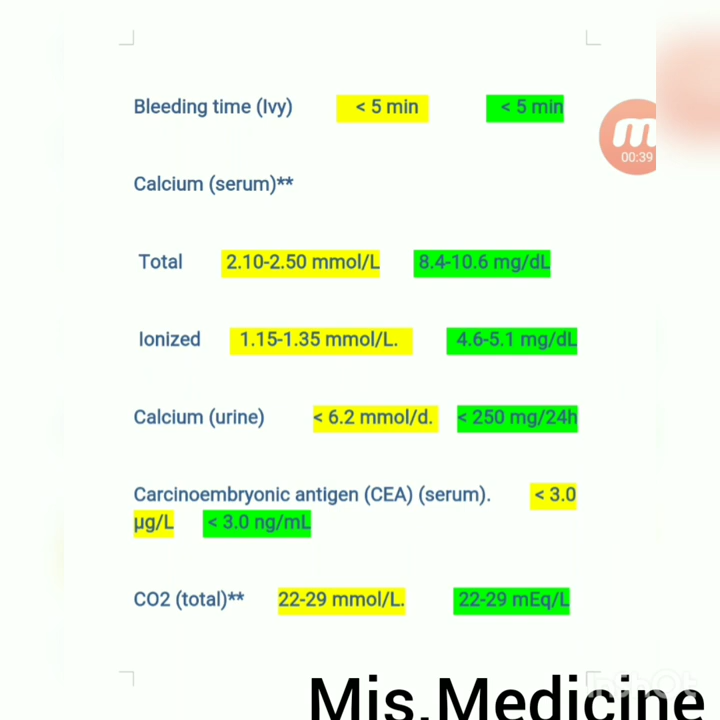 Bleeding time (Ivy) < 5 min < 5 min
00:39
Calcium (serum)**
Total 2.10-2.50 mmol/L 8.4-10.6 mg/dL
Ionized 1.15-1.35 mmol/L. 4.6-5.1 mg/dL
Calcium (urine) < 6.2 mmol/d. < 250 mg/24h
Carcinoembryonic antigen (CEA) (serum). < 3.0
µg/L < 3.0 ng/mL
CO2 (total)** 22-29 mmol/L. 22-29 mEq/L
InShOt
Mis.Medicine